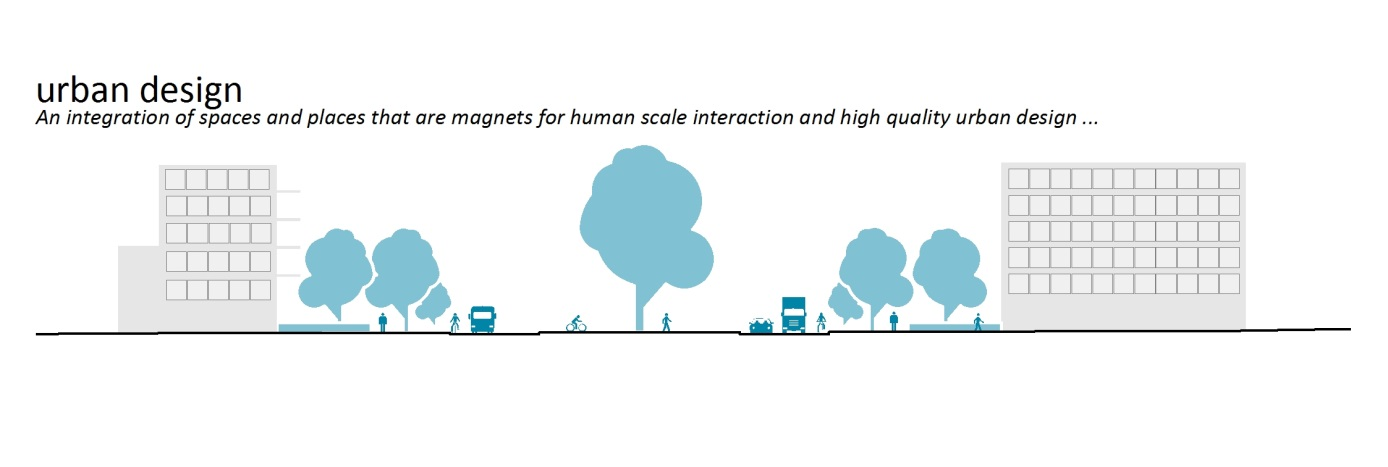 urban design
An integration of spaces and places that are magnets for human scale interaction and high quality urban design ...